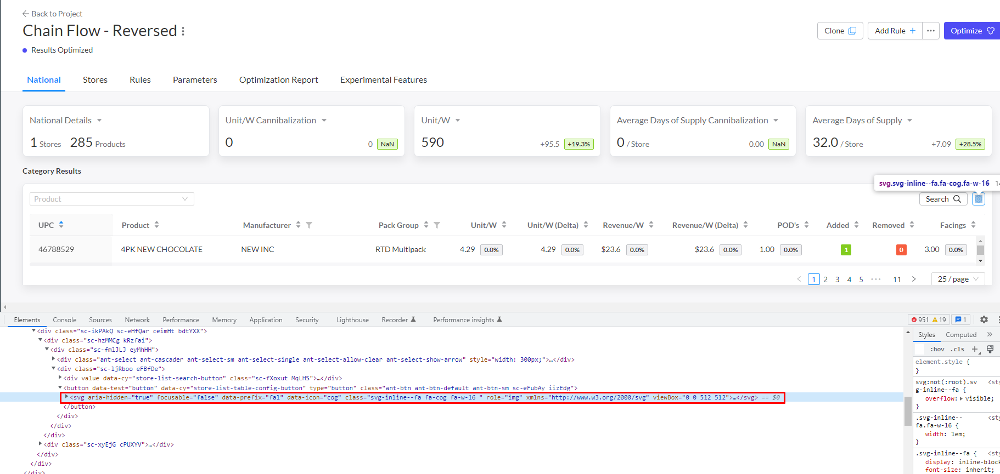 Back to Project
Chain Flow - Reversed
Clone
Add Rule +
Optimize
Results Optimized
National Stores Rules Parameters Optimization Report Experimental Features
National Details
1 Stores 285 Products
Unit/W Cannibalization
0 0 NaN
Unit/W
590 +95.5 +19.3%
Average Days of Supply Cannibalization
0 / Store 0.00 NaN
Average Days of Supply
32.0 / Store +7.09 +28.5%
Category Results
svg.svg-inline--fa.fa-cog.fa-w-16
Product
Search
UPC Product Manufacturer Pack Group Unit/W Unit/W (Delta) Revenue/W Revenue/W (Delta) POD's Added Removed Facings
46788529 4PK NEW CHOCOLATE NEW INC RTD Multipack 4.29 0.0% 4.29 0.0% $23.6 0.0% $23.6 0.0% 1.00 0.0% 1 0 3.00 0.0%
< 1 2 3 4 5 ••• 11 > 25 / page
Elements Console Sources Network Performance Memory Application Security Lighthouse Recorder Performance insights 951 19 1
<div class="sc-ikPAkQ sc-eHfQar ceimHt bdtYXX">
<div class="sc-hzMMCg kRzfai">
<div class="sc-fmlJLJ eyMhHH">
<div class="ant-select ant-cascader ant-select-sm ant-select-single ant-select-allow-clear ant-select-show-arrow" style="width: 300px;">…</div>
<div class="sc-ljRboo eFBfDe">
<div value data-cy="store-list-search-button" class="sc-fXoxut MqLHS">…</div>
<button data-test="button" data-cy="store-list-table-config-button" type="button" class="ant-btn ant-btn-default ant-btn-sm sc-eFubAy iizEdg">
<svg aria-hidden="true" focusable="false" data-prefix="fal" data-icon="cog" class="svg-inline--fa fa-cog fa-w-16 " role="img" xmlns="http://www.w3.org/2000/svg" viewBox="0 0 512 512">…</svg> == $0
</button>
</div>
</div>
</div>
<div class="sc-xyEjG cPUXYV">…</div>
</div>
</div>
</div>
Styles Computed »
:hov .cls +
element.style {
}
svg:not(:root).sv <sty
g-inline--fa {
overflow: visible;
}
.svg-inline-- <sty
fa.fa-w-16 {
width: 1em;
}
.svg-inline--fa { <sty
display: inline-block
font-size: inherit;